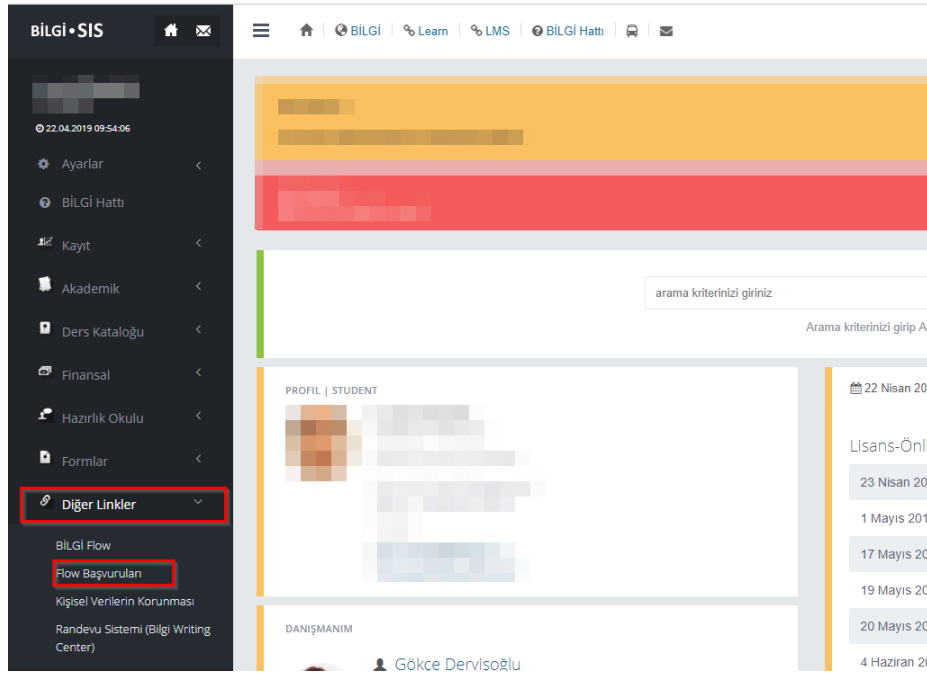 BİLGİ•SIS
BİLGİ
Learn
LMS
BİLGİ Hattı
22.04.2019 09:54:06
Ayarlar
BİLGİ Hattı
Kayıt
Akademik
Ders Kataloğu
Finansal
Hazırlık Okulu
Formlar
Diğer Linkler
BİLGİ Flow
Flow Başvuruları
Kişisel Verilerin Korunması
Randevu Sistemi (Bilgi Writing
Center)
arama kriterinizi giriniz
Arama kriterinizi girip A
PROFIL | STUDENT
DANIŞMANIM
Gökçe Dervişoğlu
22 Nisan 20
Lisans-Önl
23 Nisan 20
1 Mayıs 201
17 Mayıs 20
19 Mayıs 20
20 Mayıs 20
4 Haziran 20